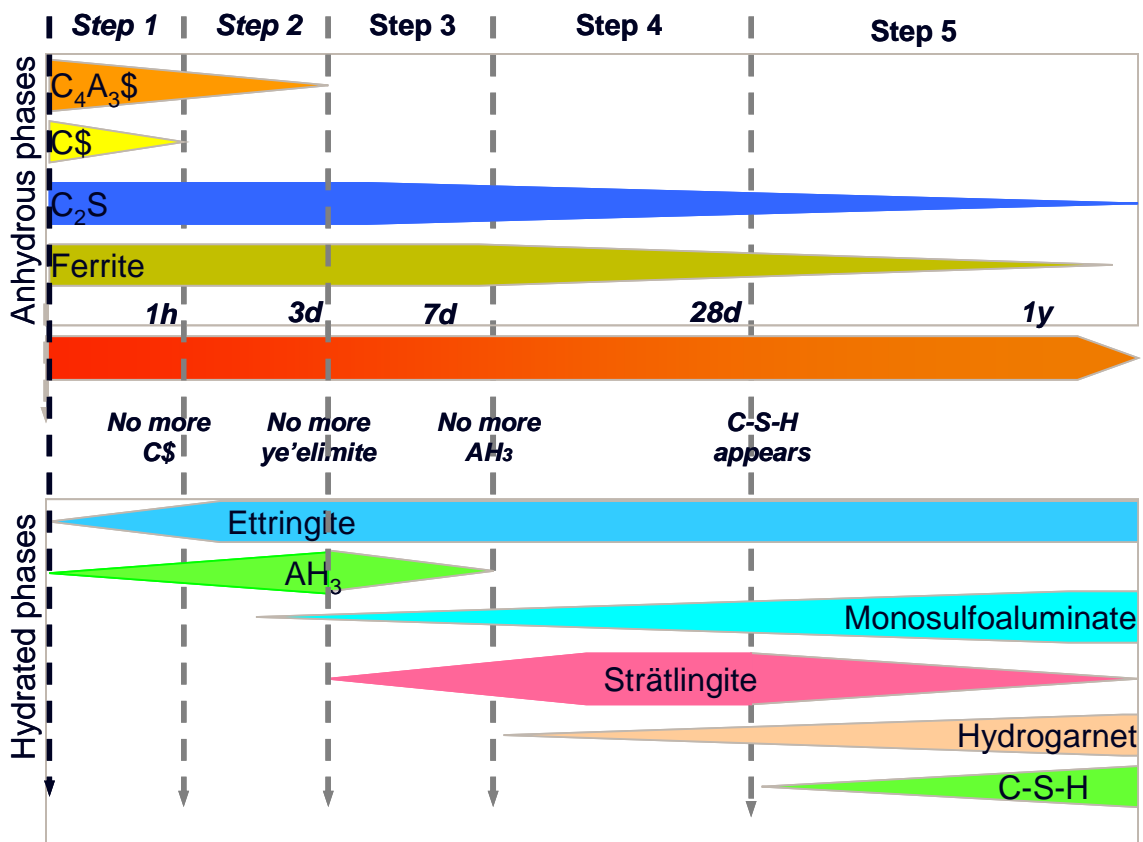 Step 1
Step 2
Step 3
Step 4
Step 5
Anhydrous phases
C₄A₃$
C$
C₂S
Ferrite
1h
3d
7d
28d
1y
No more
C$
No more
ye'elimite
No more
AH₃
C-S-H
appears
Hydrated phases
Ettringite
AH₃
Monosulfoaluminate
Strätlingite
Hydrogarnet
C-S-H